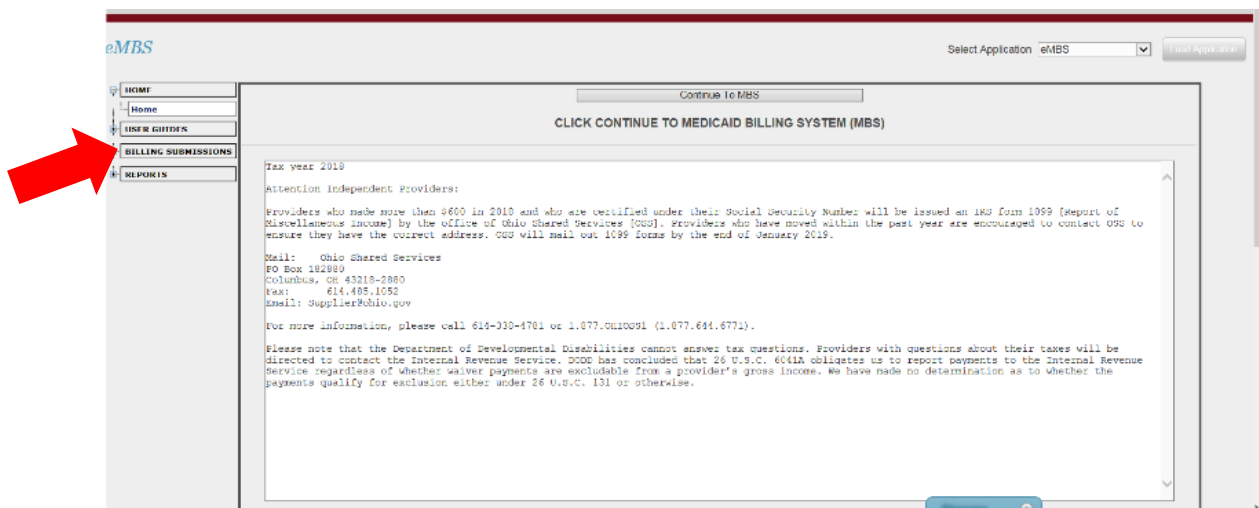 eMBS
Select Application eMBS Load Application
HOME
Home
USER GUIDES
BILLING SUBMISSIONS
REPORTS
Continue To MBS
CLICK CONTINUE TO MEDICAID BILLING SYSTEM (MBS)
Tax year 2018
Attention Independent Providers:
Providers who made more than $600 in 2018 and who are certified under their Social Security Number will be issued an IRS form 1099 [Report of
Miscellaneous Income] by the office of Ohio Shared Services [OSS]. Providers who have moved within the past year are encouraged to contact OSS to
ensure they have the correct address. OSS will mail out 1099 forms by the end of January 2019.
Mail: Ohio Shared Services
PO Box 182880
Columbus, OH 43218-2880
Fax: 614.485.1052
Email: Supplier@ohio.gov
For more information, please call 614-338-4781 or 1.877.OHIOSS1 (1.877.644.6771).
Please note that the Department of Developmental Disabilities cannot answer tax questions. Providers with questions about their taxes will be
directed to contact the Internal Revenue Service. DODD has concluded that 26 U.S.C. 6041A obligates us to report payments to the Internal Revenue
Service regardless of whether waiver payments are excludable from a provider's gross income. We have made no determination as to whether the
payments qualify for exclusion either under 26 U.S.C. 131 or otherwise.